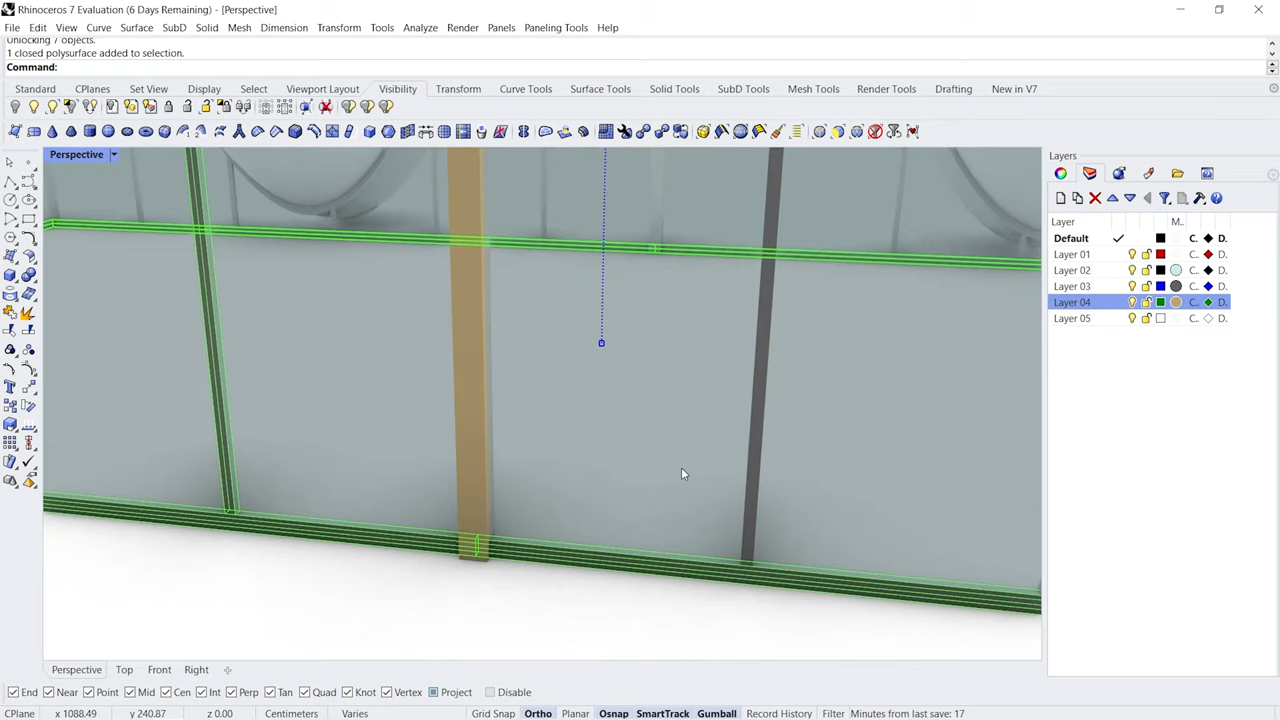 Rhinoceros 7 Evaluation (6 Days Remaining) - [Perspective]
File Edit View Curve Surface SubD Solid Mesh Dimension Transform Tools Analyze Render Panels Paneling Tools Help
Unlocking 7 objects.
1 closed polysurface added to selection.
Command:
Standard CPlanes Set View Display Select Viewport Layout Visibility Transform Curve Tools Surface Tools Solid Tools SubD Tools Mesh Tools Render Tools Drafting New in V7
Perspective
Layers
Layer M..
Default C.. D.
Layer 01 C.. D.
Layer 02 C.. D.
Layer 03 C.. D.
Layer 04 C.. D.
Layer 05 C.. D.
Perspective Top Front Right
End Near Point Mid Cen Int Perp Tan Quad Knot Vertex Project Disable
CPlane x 1088.49 y 240.87 z 0.00 Centimeters Varies Grid Snap Ortho Planar Osnap SmartTrack Gumball Record History Filter Minutes from last save: 17